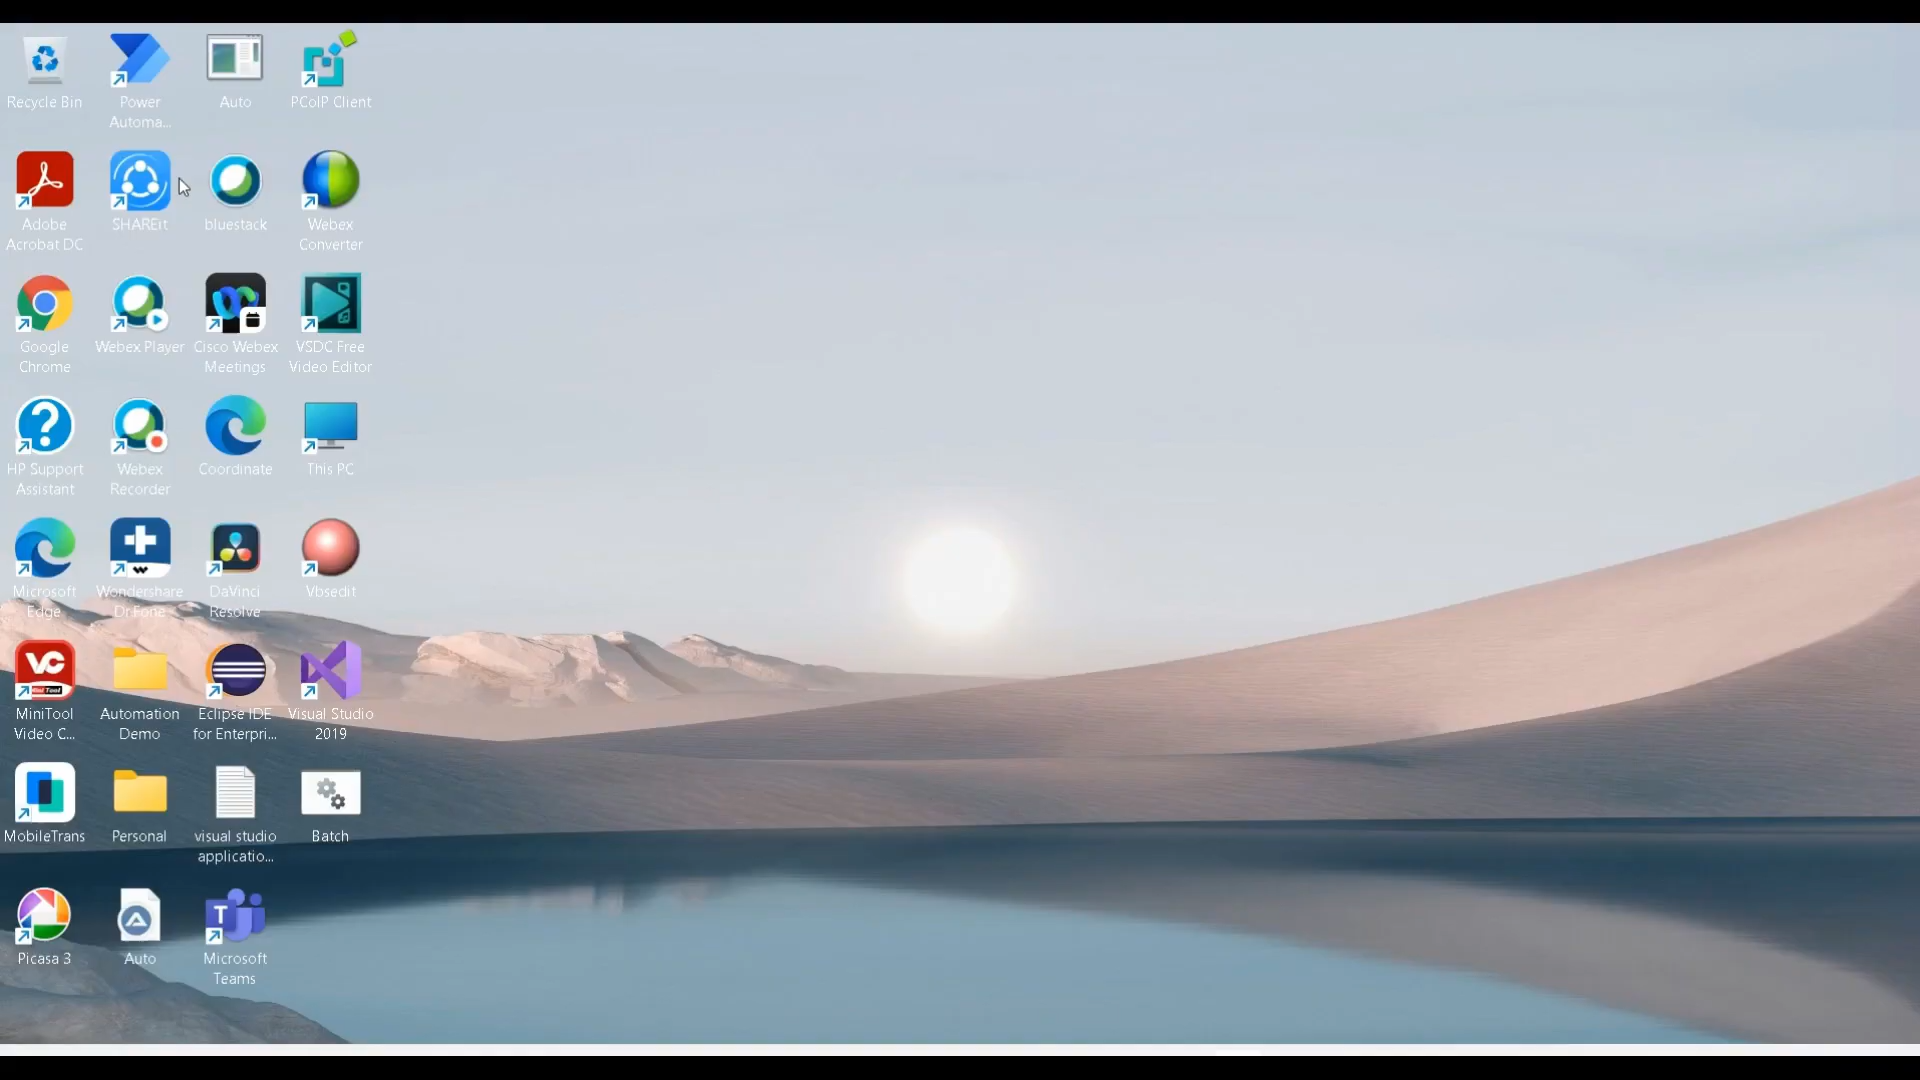 Recycle Bin
Power
Automa...
Auto
PCoIP Client
Adobe
Acrobat DC
SHAREit
bluestack
Webex
Converter
Google
Chrome
Webex Player
Cisco Webex
Meetings
VSDC Free
Video Editor
HP Support
Assistant
Webex
Recorder
Coordinate
This PC
Microsoft
Edge
Wondershare
Dr.Fone
DaVinci
Resolve
Vbsedit
VC
MiniTool
MiniTool
Video C...
Automation
Demo
Eclipse IDE
for Enterpri...
Visual Studio
2019
MobileTrans
Personal
visual studio
applicatio...
Batch
Picasa 3
Auto
T
Microsoft
Teams